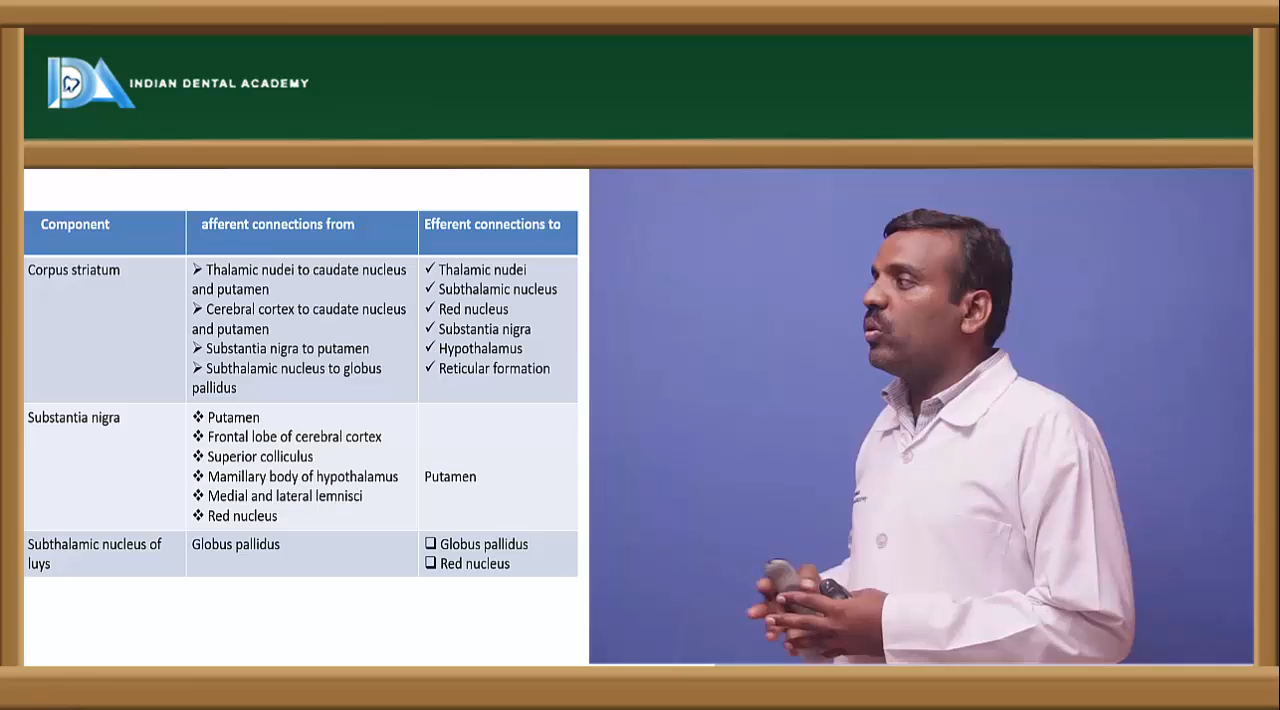 INDIAN DENTAL ACADEMY
Component
afferent connections from
Efferent connections to
Corpus striatum
➢ Thalamic nudei to caudate nucleus
and putamen
➢ Cerebral cortex to caudate nucleus
and putamen
➢ Substantia nigra to putamen
➢ Subthalamic nucleus to globus
pallidus
✓ Thalamic nudei
✓ Subthalamic nucleus
✓ Red nucleus
✓ Substantia nigra
✓ Hypothalamus
✓ Reticular formation
Substantia nigra
❖ Putamen
❖ Frontal lobe of cerebral cortex
❖ Superior colliculus
❖ Mamillary body of hypothalamus
❖ Medial and lateral lemnisci
❖ Red nucleus
Putamen
Subthalamic nucleus of
luys
Globus pallidus
❑ Globus pallidus
❑ Red nucleus